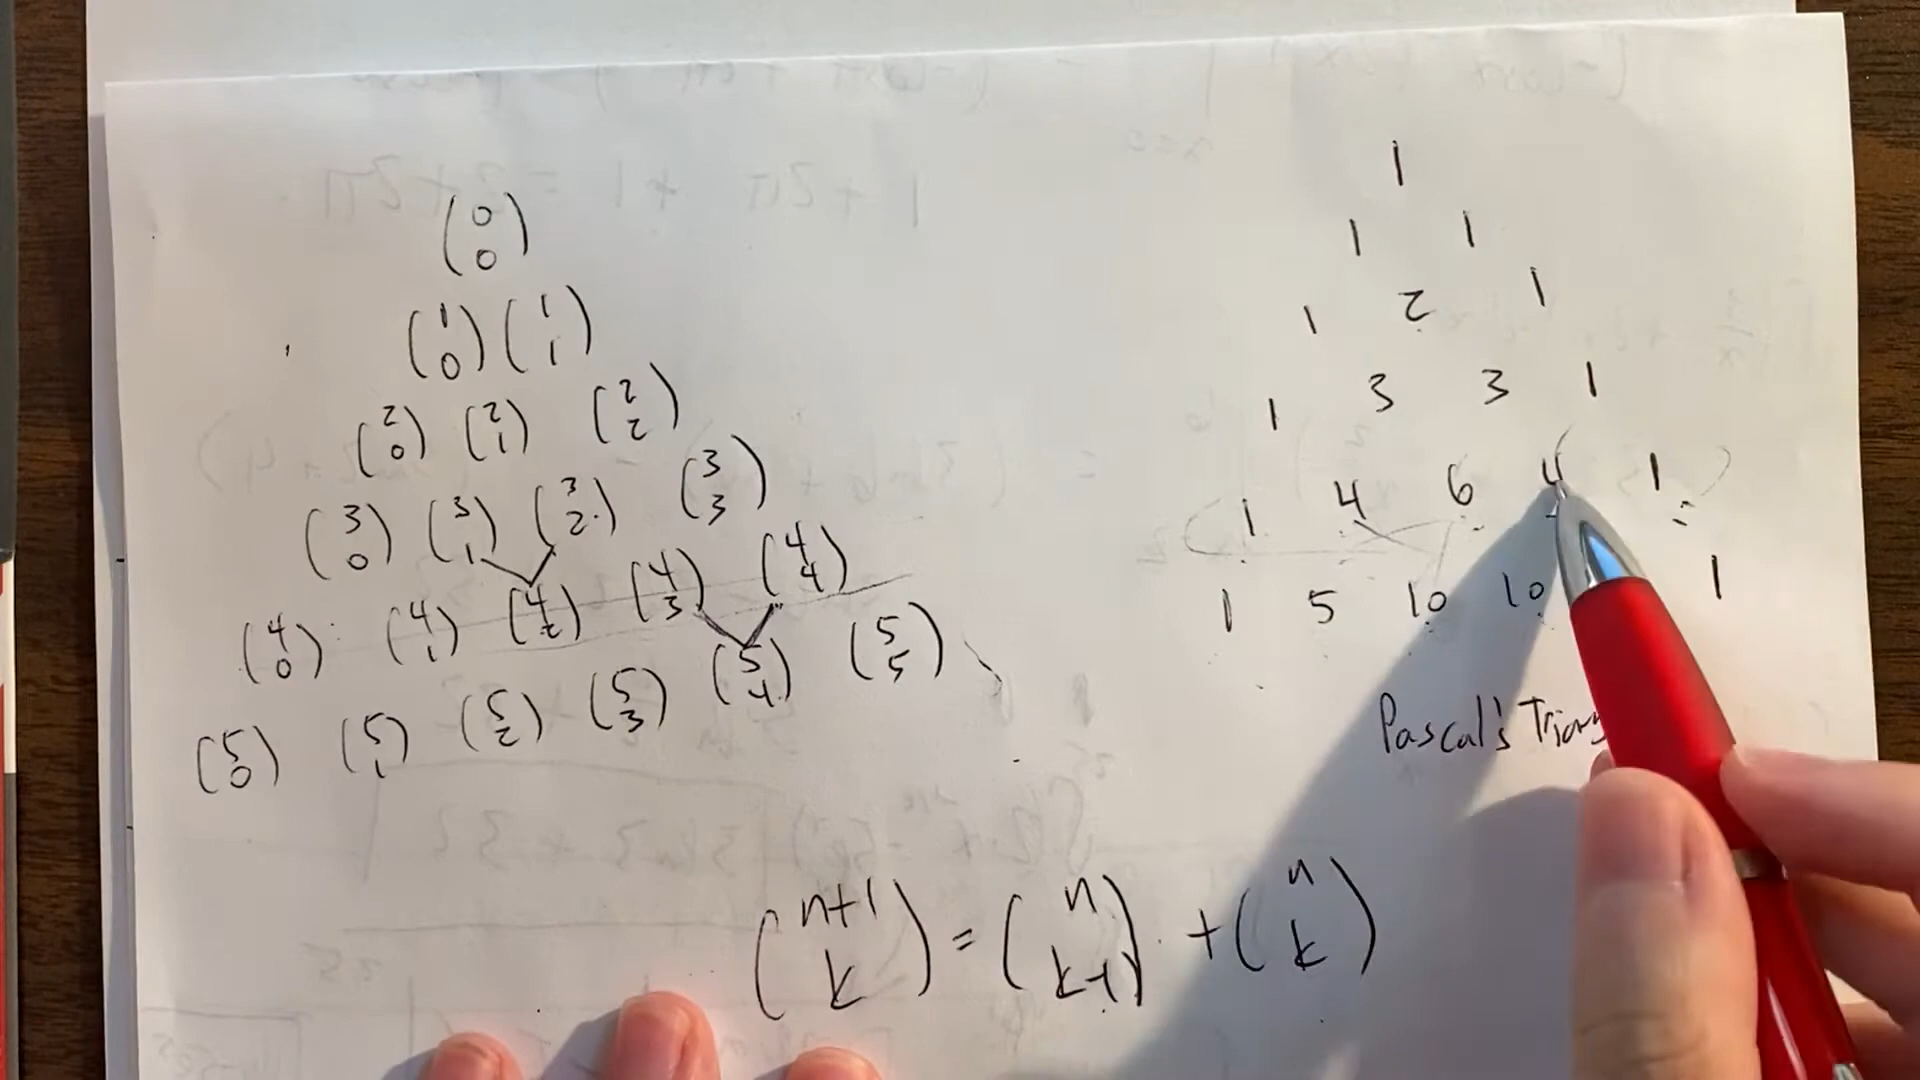 (0 0)
(1 0) (1 1)
(2 0) (2 1) (2 2)
(3 0) (3 1) (3 2) (3 3)
(4 0) (4 1) (4 2) (4 3) (4 4)
(5 0) (5 1) (5 2) (5 3) (5 4) (5 5)
1
1 1
1 2 1
1 3 3 1
1 4 6 4 1
1 5 10 10 1
Pascal's
(n+1 k) = (n k-1) + (n k)